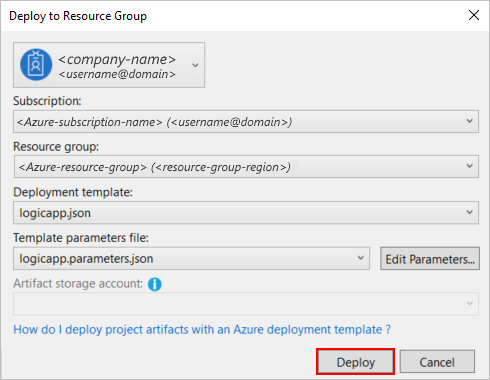 Deploy to Resource Group
<company-name>
<username@domain>
Subscription:
<Azure-subscription-name> (<username@domain>)
Resource group:
<Azure-resource-group> (<resource-group-region>)
Deployment template:
logicapp.json
Template parameters file:
logicapp.parameters.json
Edit Parameters...
Artifact storage account:
How do I deploy project artifacts with an Azure deployment template ?
Deploy
Cancel